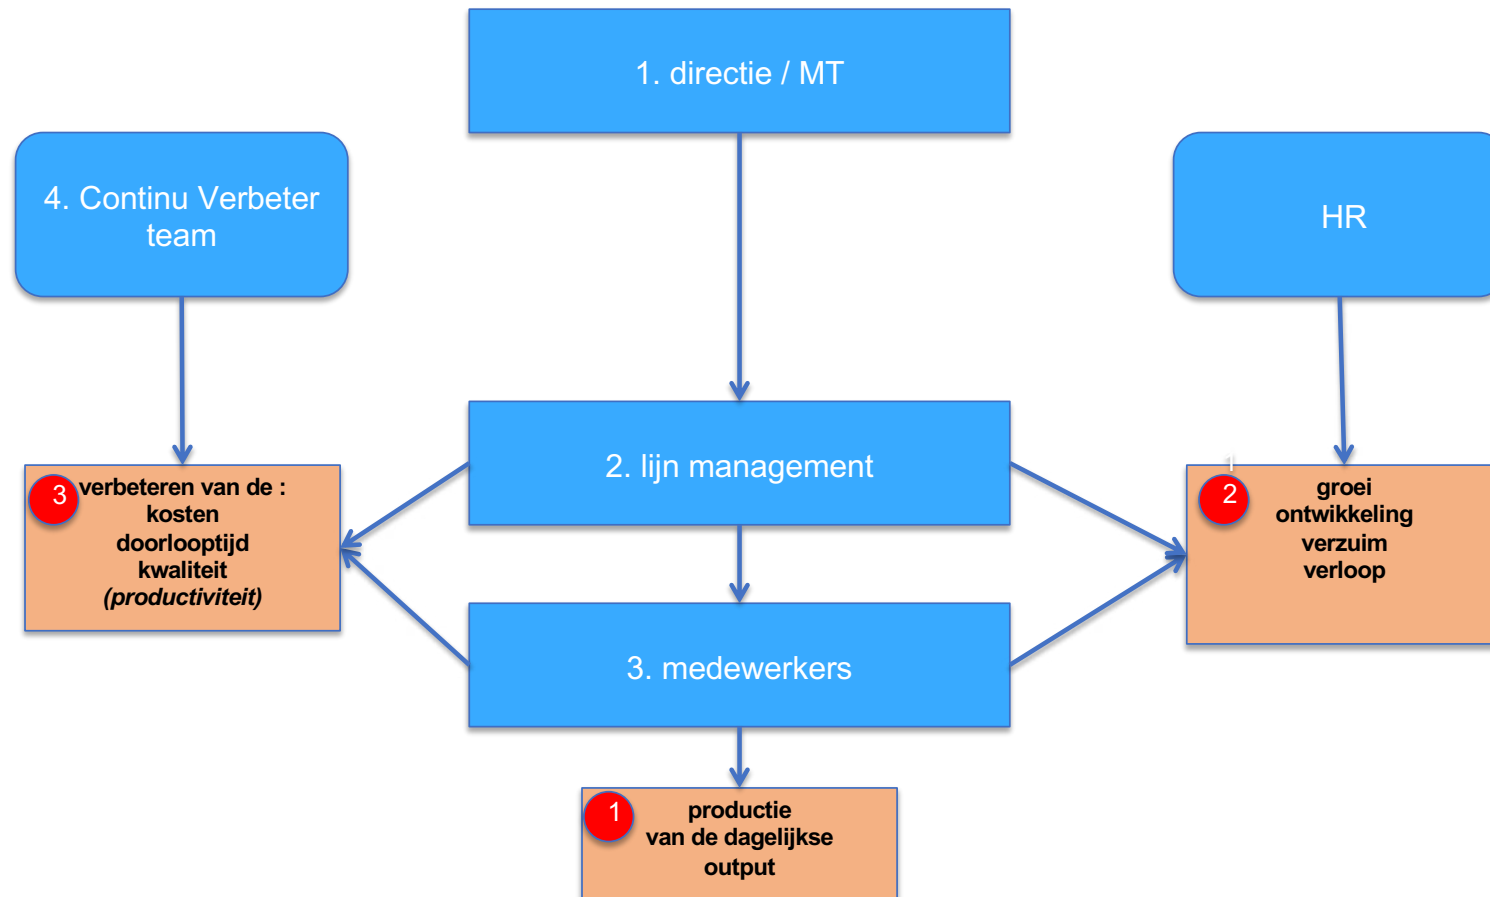 1. directie / MT
4. Continu Verbeter
team
HR
2. lijn management
3
verbeteren van de :
kosten
doorlooptijd
kwaliteit
(productiviteit)
1
2
groei
ontwikkeling
verzuim
verloop
3. medewerkers
1
productie
van de dagelijkse
output